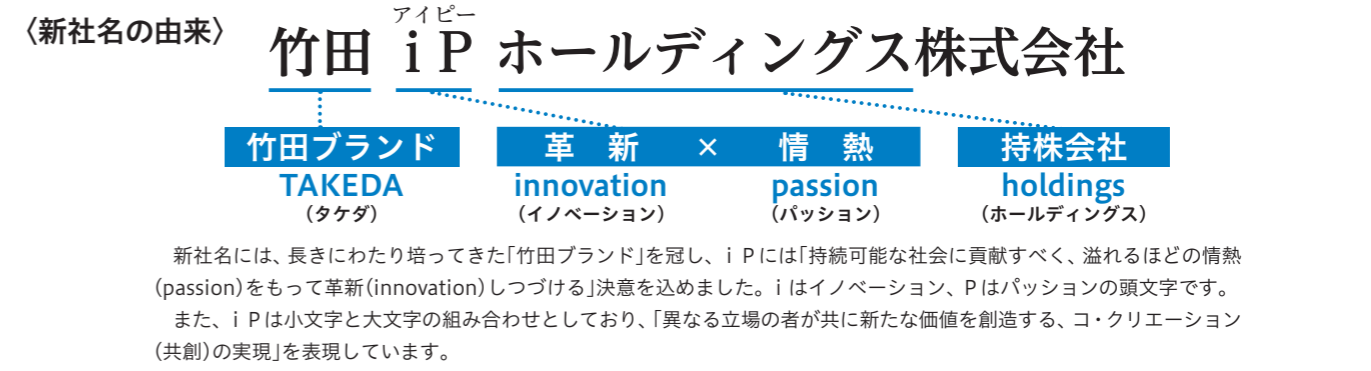 〈新社名の由来〉
アイピー
竹田 i P ホールディングス株式会社
竹田ブランド 革 新 × 情 熱 持株会社
TAKEDA innovation passion holdings
（タケダ） （イノベーション） （パッション） （ホールディングス）
新社名には、長きにわたり培ってきた「竹田ブランド」を冠し、i Pには「持続可能な社会に貢献すべく、溢れるほどの情熱
(passion)をもって革新(innovation)しつづける」決意を込めました。i はイノベーション、Pはパッションの頭文字です。
また、i Pは小文字と大文字の組み合わせとしており、「異なる立場の者が共に新たな価値を創造する、コ・クリエーション
(共創)の実現」を表現しています。